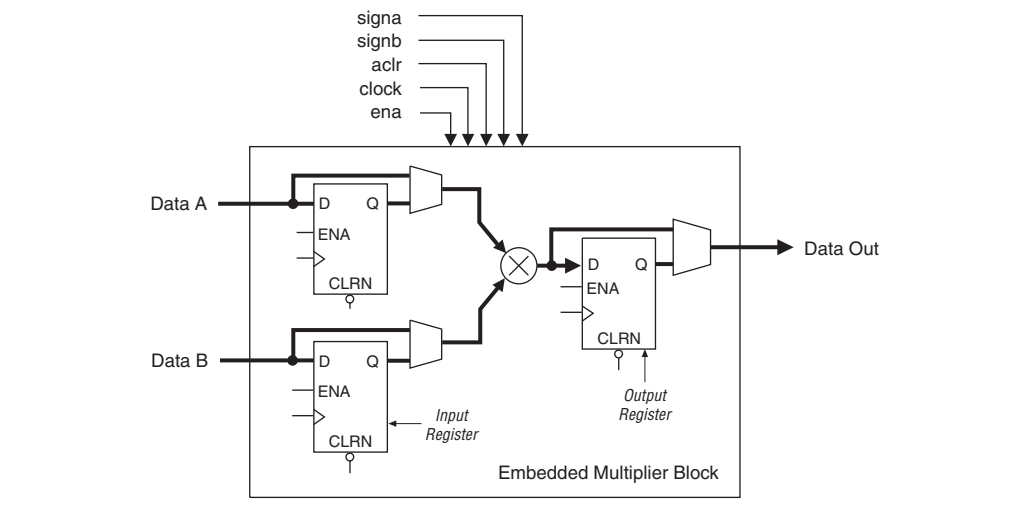 signa
signb
aclr
clock
ena
Data A
D Q
ENA
CLRN
Data B
D Q
ENA
CLRN
Input
Register
D Q
ENA
CLRN
Output
Register
Data Out
Embedded Multiplier Block